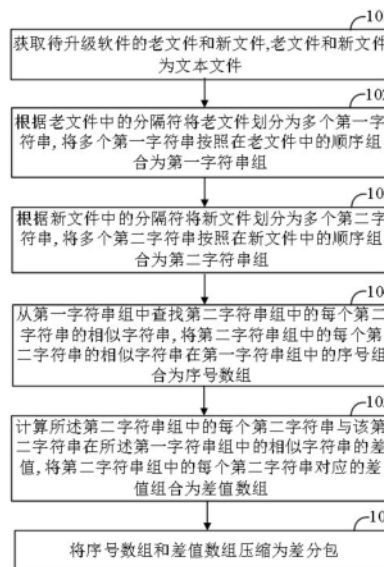 10
获取待升级软件的老文件和新文件,老文件和新文件
为文本文件
102
根据老文件中的分隔符将老文件划分为多个第一字
符串,将多个第一字符串按照在老文件中的顺序组
合为第一字符串组
10
根据新文件中的分隔符将新文件划分为多个第二字
符串,将多个第二字符串按照在新文件中的顺序组
合为第二字符串组
10
从第一字符串组中查找第二字符串组中的每个第二
字符串的相似字符串,将第二字符串组中的每个第
二字符串的相似字符串在第一字符串组中的序号组
合为序号数组
10
计算所述第二字符串组中的每个第二字符串与该第
二字符串在所述第一字符串组中的相似字符串的差
值,将第二字符串组中的每个第二字符串对应的差
值组合为差值数组
10
将序号数组和差值数组压缩为差分包